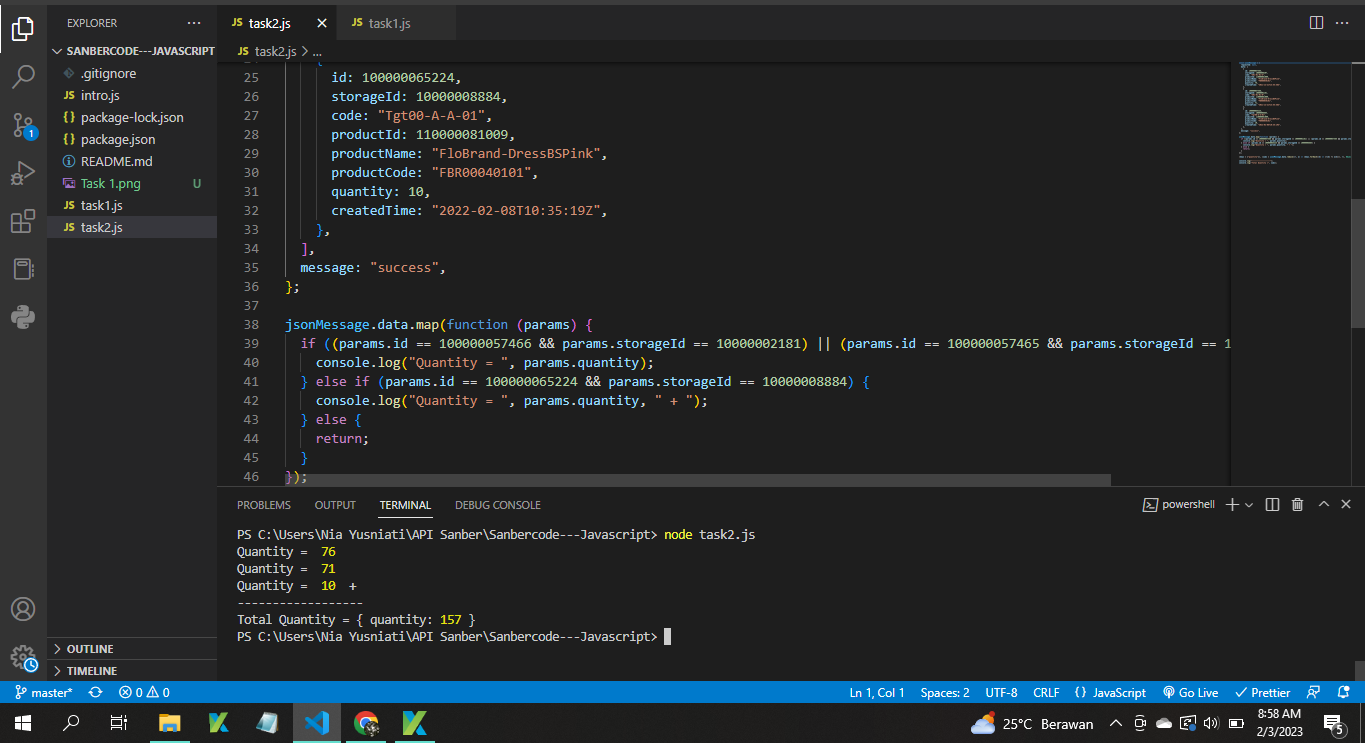 EXPLORER
SANBERCODE---JAVASCRIPT
.gitignore
JS intro.js
{} package-lock.json
{} package.json
README.md
Task 1.png U
JS task1.js
JS task2.js
OUTLINE
TIMELINE
JS task2.js × JS task1.js
JS task2.js > ...
25 id: 100000065224,
26 storageId: 10000008884,
27 code: "Tgt00-A-A-01",
28 productId: 110000081009,
29 productName: "FloBrand-DressBSPink",
30 productCode: "FBR00040101",
31 quantity: 10,
32 createdTime: "2022-02-08T10:35:19Z",
33 },
34 ],
35 message: "success",
36 };
37
38 jsonMessage.data.map(function (params) {
39 if ((params.id == 100000057466 && params.storageId == 10000002181) || (params.id == 100000057465 && params.storageId == 1
40 console.log("Quantity = ", params.quantity);
41 } else if (params.id == 100000065224 && params.storageId == 10000008884) {
42 console.log("Quantity = ", params.quantity, " + ");
43 } else {
44 return;
45 }
46 });
PROBLEMS OUTPUT TERMINAL DEBUG CONSOLE
powershell
PS C:\Users\Nia Yusniati\API Sanber\Sanbercode---Javascript> node task2.js
Quantity =  76
Quantity =  71
Quantity =  10  +
------------------
Total Quantity = { quantity: 157 }
PS C:\Users\Nia Yusniati\API Sanber\Sanbercode---Javascript>
1
master* 0 0
Ln 1, Col 1 Spaces: 2 UTF-8 CRLF {} JavaScript Go Live Prettier
25°C Berawan
8:58 AM
2/3/2023
5